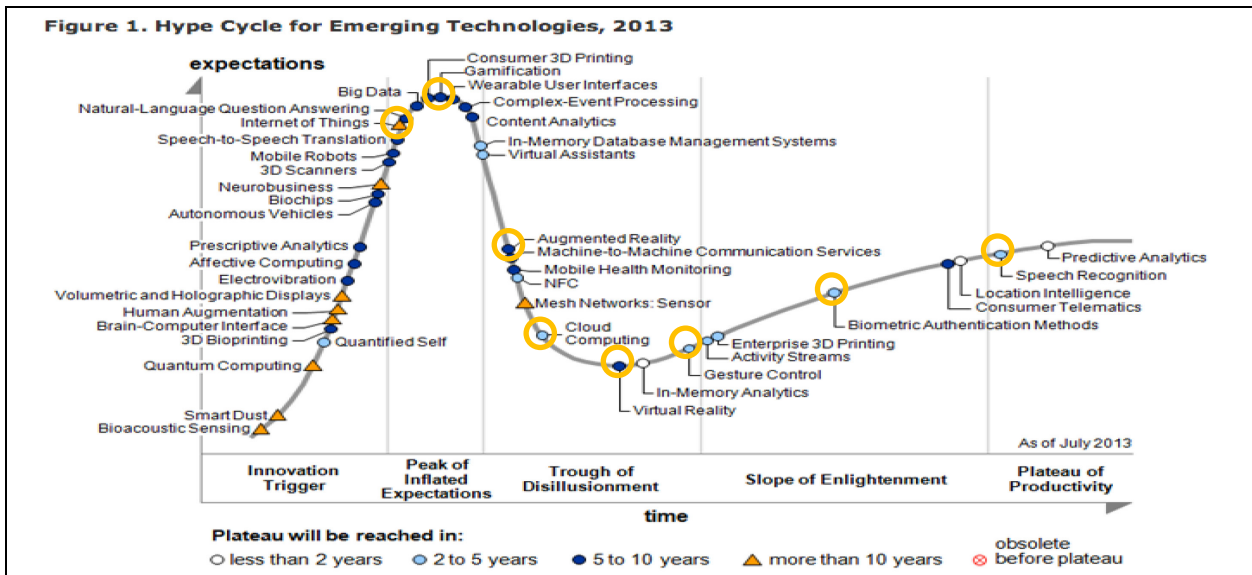 Figure 1. Hype Cycle for Emerging Technologies, 2013
expectations
Consumer 3D Printing
Gamification
Wearable User Interfaces
Big Data
Complex-Event Processing
Natural-Language Question Answering
Internet of Things
Content Analytics
Speech-to-Speech Translation
In-Memory Database Management Systems
Virtual Assistants
Mobile Robots
3D Scanners
Neurobusiness
Biochips
Autonomous Vehicles
Augmented Reality
Machine-to-Machine Communication Services
Prescriptive Analytics
Predictive Analytics
Affective Computing
Mobile Health Monitoring
Speech Recognition
Electrovibration
NFC
Volumetric and Holographic Displays
Location Intelligence
Mesh Networks: Sensor
Consumer Telematics
Human Augmentation
Brain-Computer Interface
Cloud
Computing
Biometric Authentication Methods
3D Bioprinting
Quantified Self
Enterprise 3D Printing
Activity Streams
Quantum Computing
Gesture Control
In-Memory Analytics
Virtual Reality
Smart Dust
Bioacoustic Sensing
As of July 2013
Innovation
Trigger
Peak of
Inflated
Expectations
Trough of
Disillusionment
Slope of Enlightenment
Plateau of
Productivity
time
Plateau will be reached in:
less than 2 years
2 to 5 years
5 to 10 years
more than 10 years
obsolete
before plateau